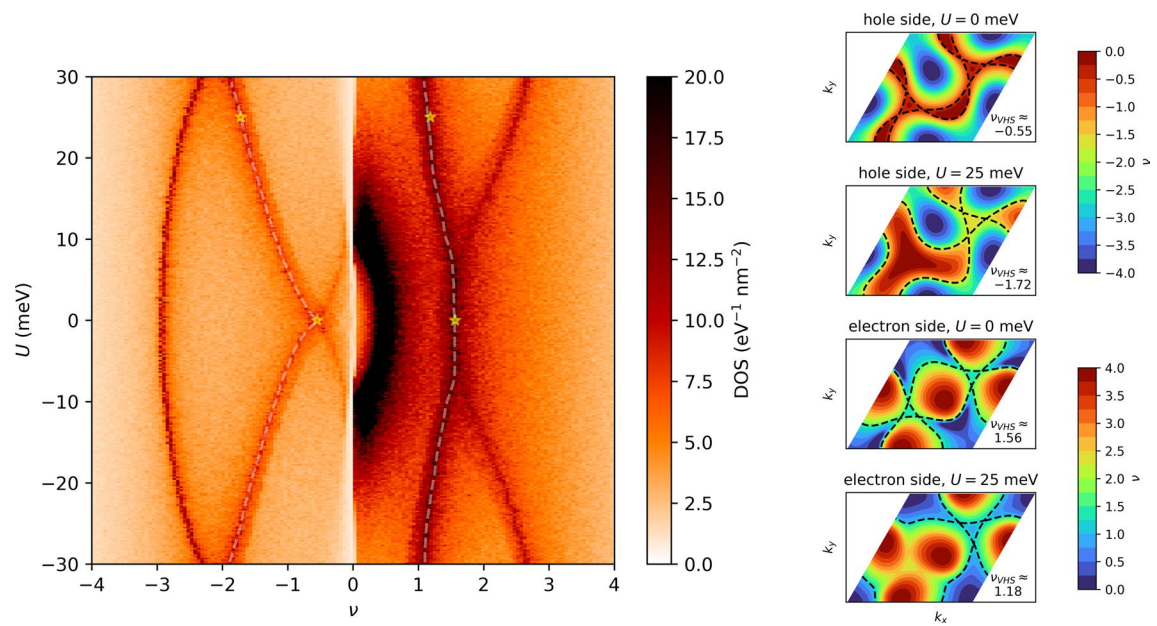 30
20
10
0
−10
−20
−30
U (meV)
−4
−3
−2
−1
0
1
2
3
4
ν
20.0
17.5
15.0
12.5
10.0
7.5
5.0
2.5
0.0
DOS (eV⁻¹ nm⁻²)
hole side, U = 0 meV
k_y
ν_VHS ≈
−0.55
hole side, U = 25 meV
k_y
ν_VHS ≈
−1.72
0.0
−0.5
−1.0
−1.5
−2.0
−2.5
−3.0
−3.5
−4.0
ν
electron side, U = 0 meV
k_y
ν_VHS ≈
1.56
electron side, U = 25 meV
k_y
ν_VHS ≈
1.18
k_x
4.0
3.5
3.0
2.5
2.0
1.5
1.0
0.5
0.0
ν